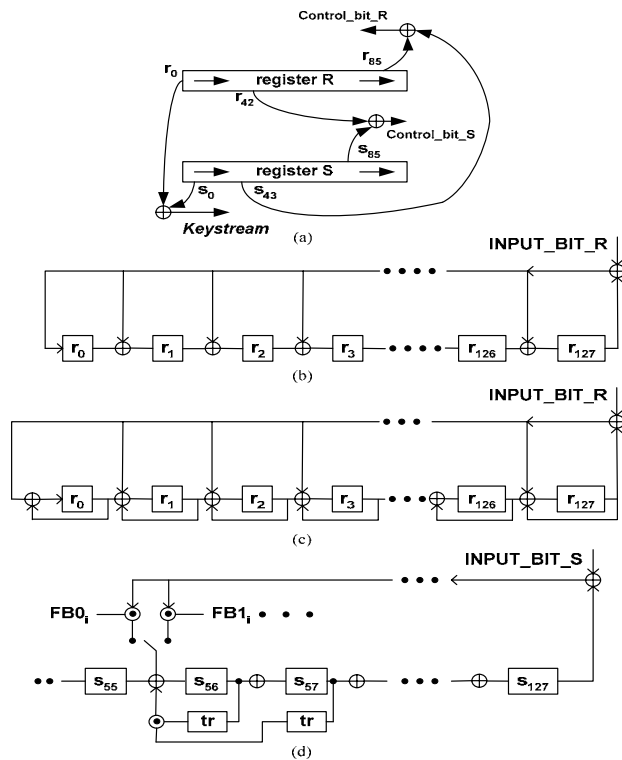 Control_bit_R
r0 r85
register R
r42
Control_bit_S
s85
register S
s0 s43
Keystream
(a)
INPUT_BIT_R
r0 r1 r2 r3 r126 r127
(b)
INPUT_BIT_R
r0 r1 r2 r3 r126 r127
(c)
INPUT_BIT_S
FB0i FB1i
s55 s56 s57 s127
tr tr
(d)